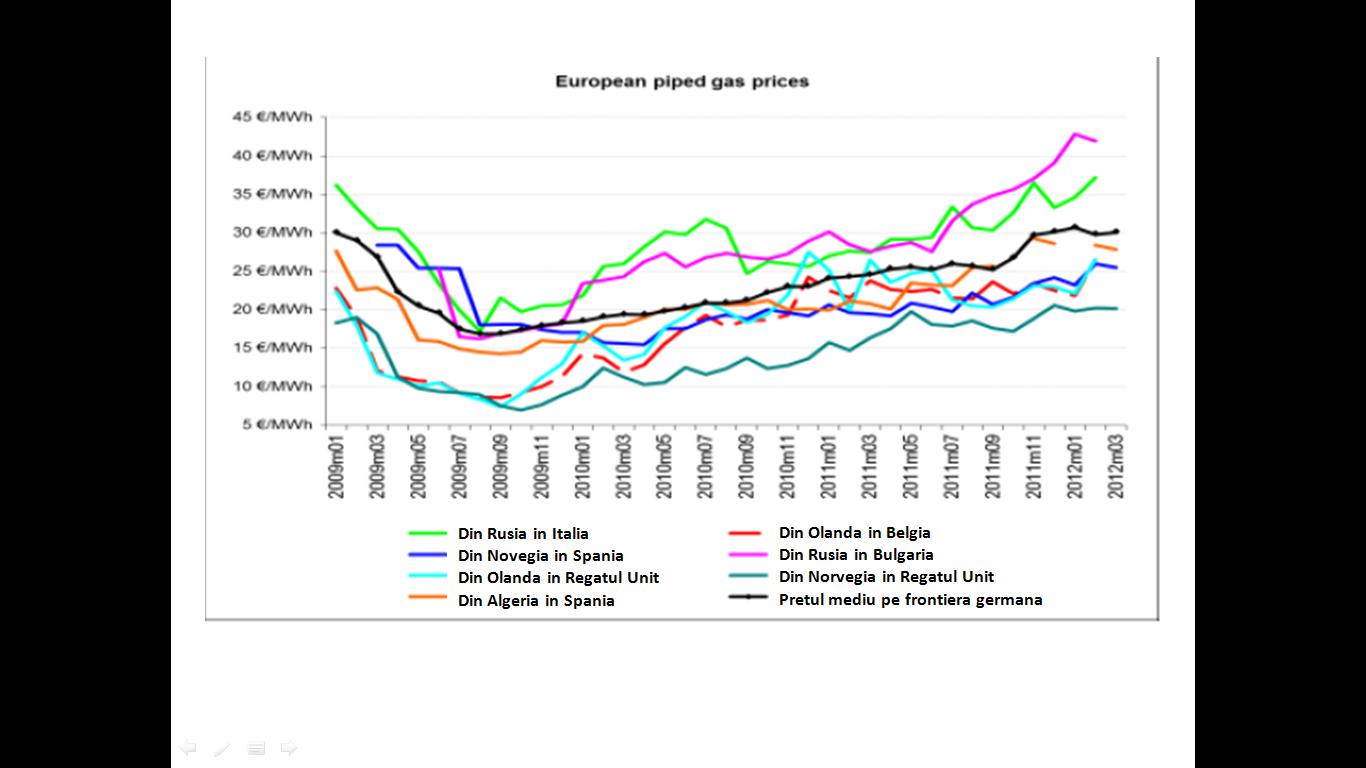 European piped gas prices
45 €/MWh
40 €/MWh
35 €/MWh
30 €/MWh
25 €/MWh
20 €/MWh
15 €/MWh
10 €/MWh
5 €/MWh
2009m01
2009m03
2009m05
2009m07
2009m09
2009m11
2010m01
2010m03
2010m05
2010m07
2010m09
2010m11
2011m01
2011m03
2011m05
2011m07
2011m09
2011m11
2012m01
2012m03
Din Rusia in Italia
Din Olanda in Belgia
Din Novegia in Spania
Din Rusia in Bulgaria
Din Olanda in Regatul Unit
Din Norvegia in Regatul Unit
Din Algeria in Spania
Pretul mediu pe frontiera germana